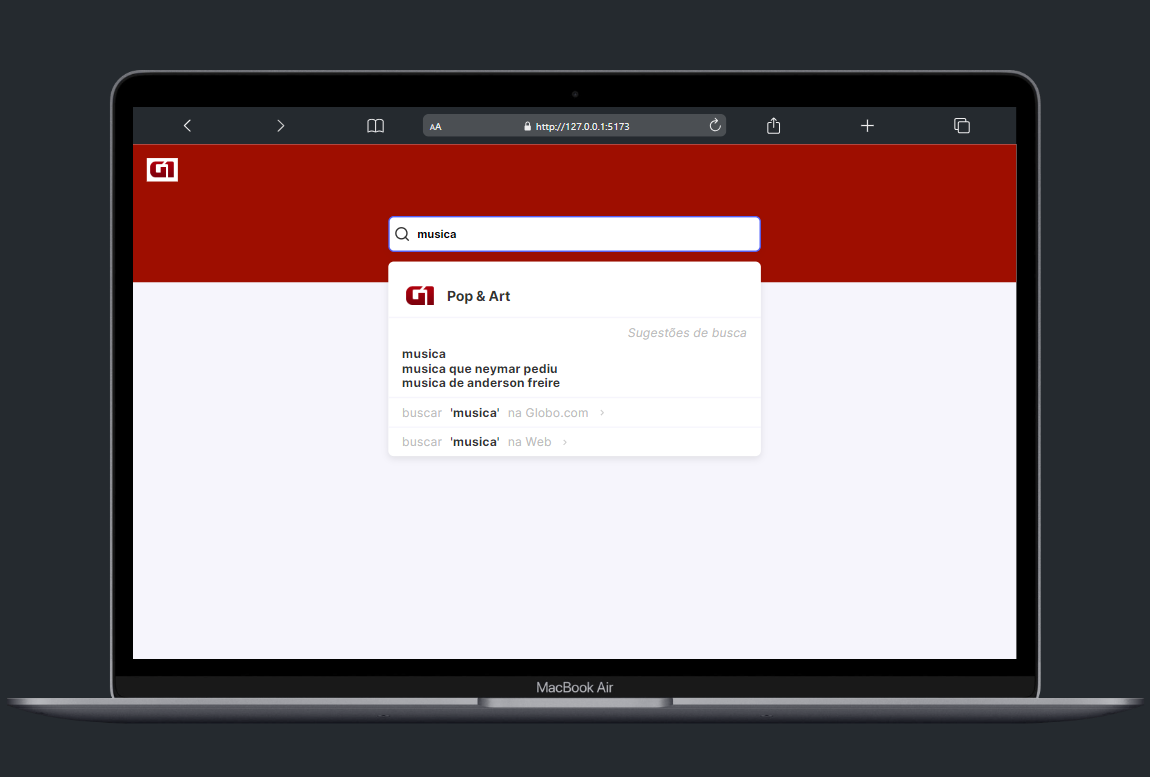 AA
http://127.0.0.1:5173
G1
musica
G1 Pop & Art
Sugestões de busca
musica
musica que neymar pediu
musica de anderson freire
buscar 'musica' na Globo.com ›
buscar 'musica' na Web ›
MacBook Air